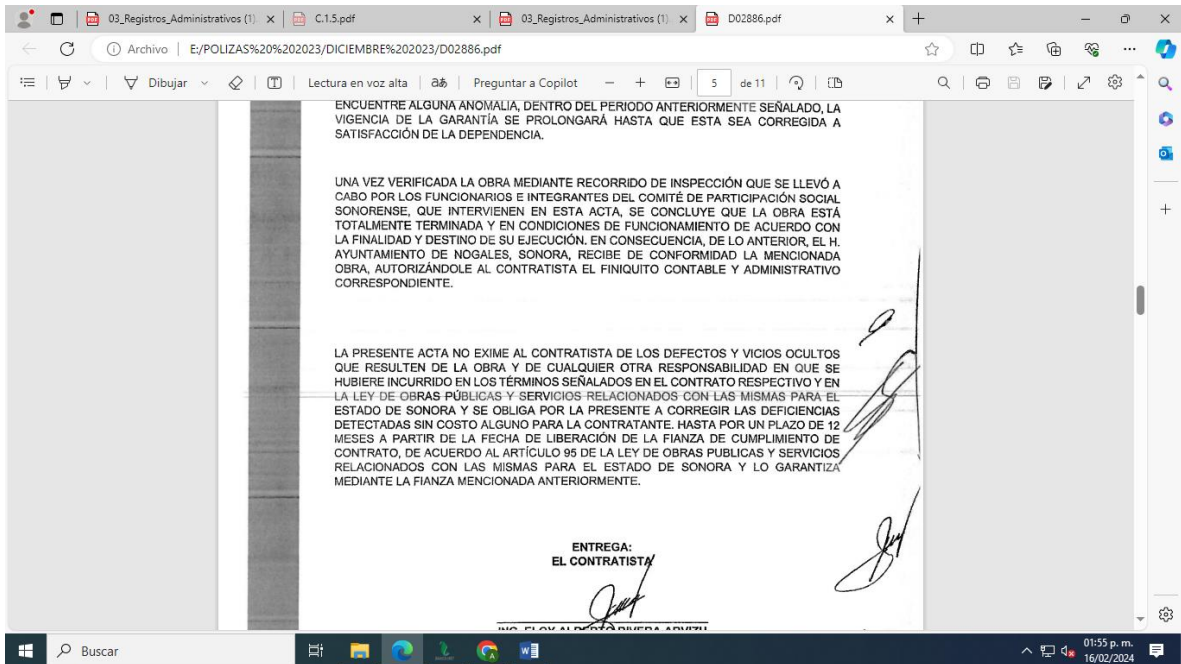 03_Registros_Administrativos (1).
C.1.5.pdf
03_Registros_Administrativos (1).
D02886.pdf
Archivo
E:/POLIZAS%20%202023/DICIEMBRE%202023/D02886.pdf
Dibujar
Lectura en voz alta
Preguntar a Copilot
5
de 11
ENCUENTRE ALGUNA ANOMALÍA, DENTRO DEL PERIODO ANTERIORMENTE SEÑALADO, LA
VIGENCIA DE LA GARANTÍA SE PROLONGARÁ HASTA QUE ESTA SEA CORREGIDA A
SATISFACCIÓN DE LA DEPENDENCIA.
UNA VEZ VERIFICADA LA OBRA MEDIANTE RECORRIDO DE INSPECCIÓN QUE SE LLEVÓ A
CABO POR LOS FUNCIONARIOS E INTEGRANTES DEL COMITÉ DE PARTICIPACIÓN SOCIAL
SONORENSE, QUE INTERVIENEN EN ESTA ACTA, SE CONCLUYE QUE LA OBRA ESTÁ
TOTALMENTE TERMINADA Y EN CONDICIONES DE FUNCIONAMIENTO DE ACUERDO CON
LA FINALIDAD Y DESTINO DE SU EJECUCIÓN. EN CONSECUENCIA, DE LO ANTERIOR, EL H.
AYUNTAMIENTO DE NOGALES, SONORA, RECIBE DE CONFORMIDAD LA MENCIONADA
OBRA, AUTORIZÁNDOLE AL CONTRATISTA EL FINIQUITO CONTABLE Y ADMINISTRATIVO
CORRESPONDIENTE.
LA PRESENTE ACTA NO EXIME AL CONTRATISTA DE LOS DEFECTOS Y VICIOS OCULTOS
QUE RESULTEN DE LA OBRA Y DE CUALQUIER OTRA RESPONSABILIDAD EN QUE SE
HUBIERE INCURRIDO EN LOS TÉRMINOS SEÑALADOS EN EL CONTRATO RESPECTIVO Y EN
LA LEY DE OBRAS PÚBLICAS Y SERVICIOS RELACIONADOS CON LAS MISMAS PARA EL
ESTADO DE SONORA Y SE OBLIGA POR LA PRESENTE A CORREGIR LAS DEFICIENCIAS
DETECTADAS SIN COSTO ALGUNO PARA LA CONTRATANTE. HASTA POR UN PLAZO DE 12
MESES A PARTIR DE LA FECHA DE LIBERACIÓN DE LA FIANZA DE CUMPLIMIENTO DE
CONTRATO, DE ACUERDO AL ARTÍCULO 95 DE LA LEY DE OBRAS PUBLICAS Y SERVICIOS
RELACIONADOS CON LAS MISMAS PARA EL ESTADO DE SONORA Y LO GARANTIZA
MEDIANTE LA FIANZA MENCIONADA ANTERIORMENTE.
ENTREGA:
EL CONTRATISTA
ING. ELOY ALBERTO RIVERA ARVIZU
Buscar
01:55 p. m.
16/02/2024